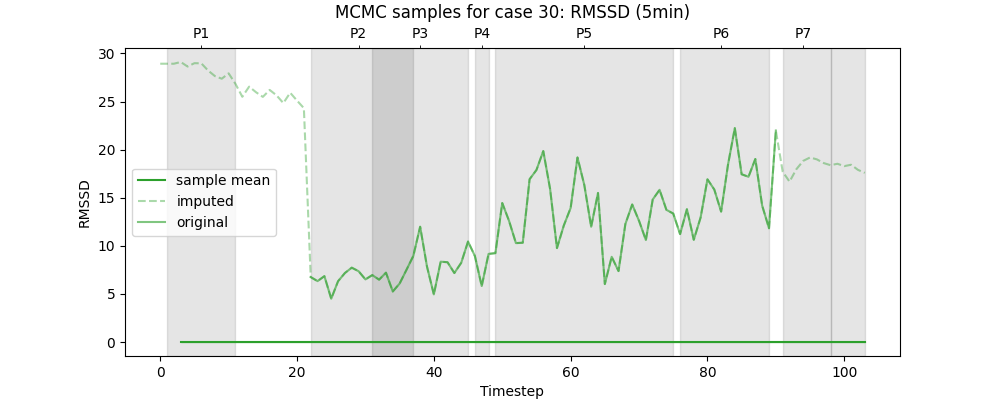 MCMC samples for case 30: RMSSD (5min)
P1 P2 P3 P4 P5 P6 P7
30
25
20
15
10
5
0
RMSSD
sample mean
imputed
original
0 20 40 60 80 100
Timestep